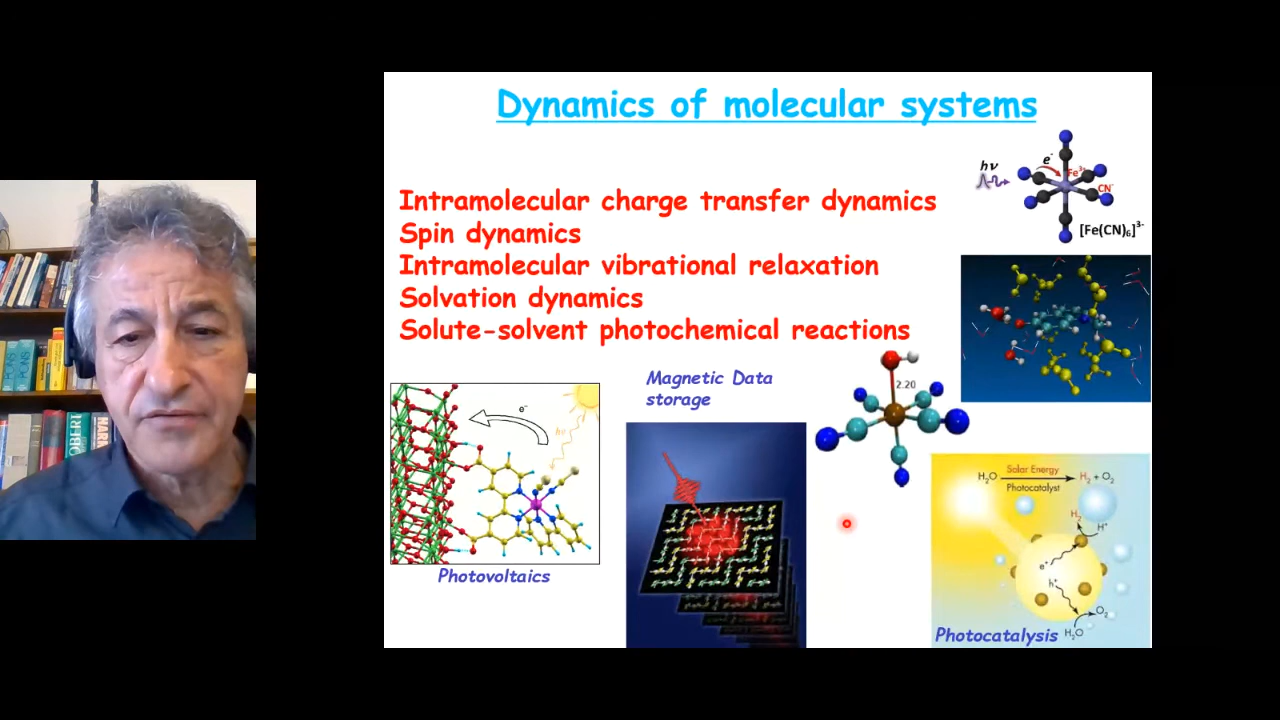 Dynamics of molecular systems
Intramolecular charge transfer dynamics
Spin dynamics
Intramolecular vibrational relaxation
Solvation dynamics
Solute-solvent photochemical reactions
hν
e⁻
Fe³⁺
CN⁻
[Fe(CN)₆]³⁻
e⁻
hν
Photovoltaics
Magnetic Data
storage
2.20
Solar Energy
H₂O
H₂ + O₂
Photocatalyst
H₂
H⁺
e⁻
h⁺
O₂
H₂O
Photocatalysis
PONS
PONS